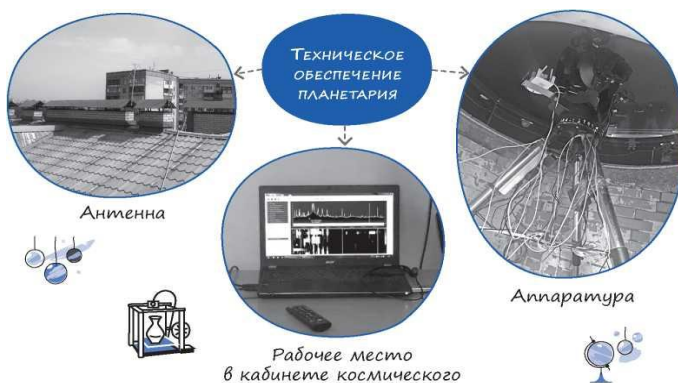 Техническое
обеспечение
планетария
Антенна
Аппаратура
Рабочее место
в кабинете космического